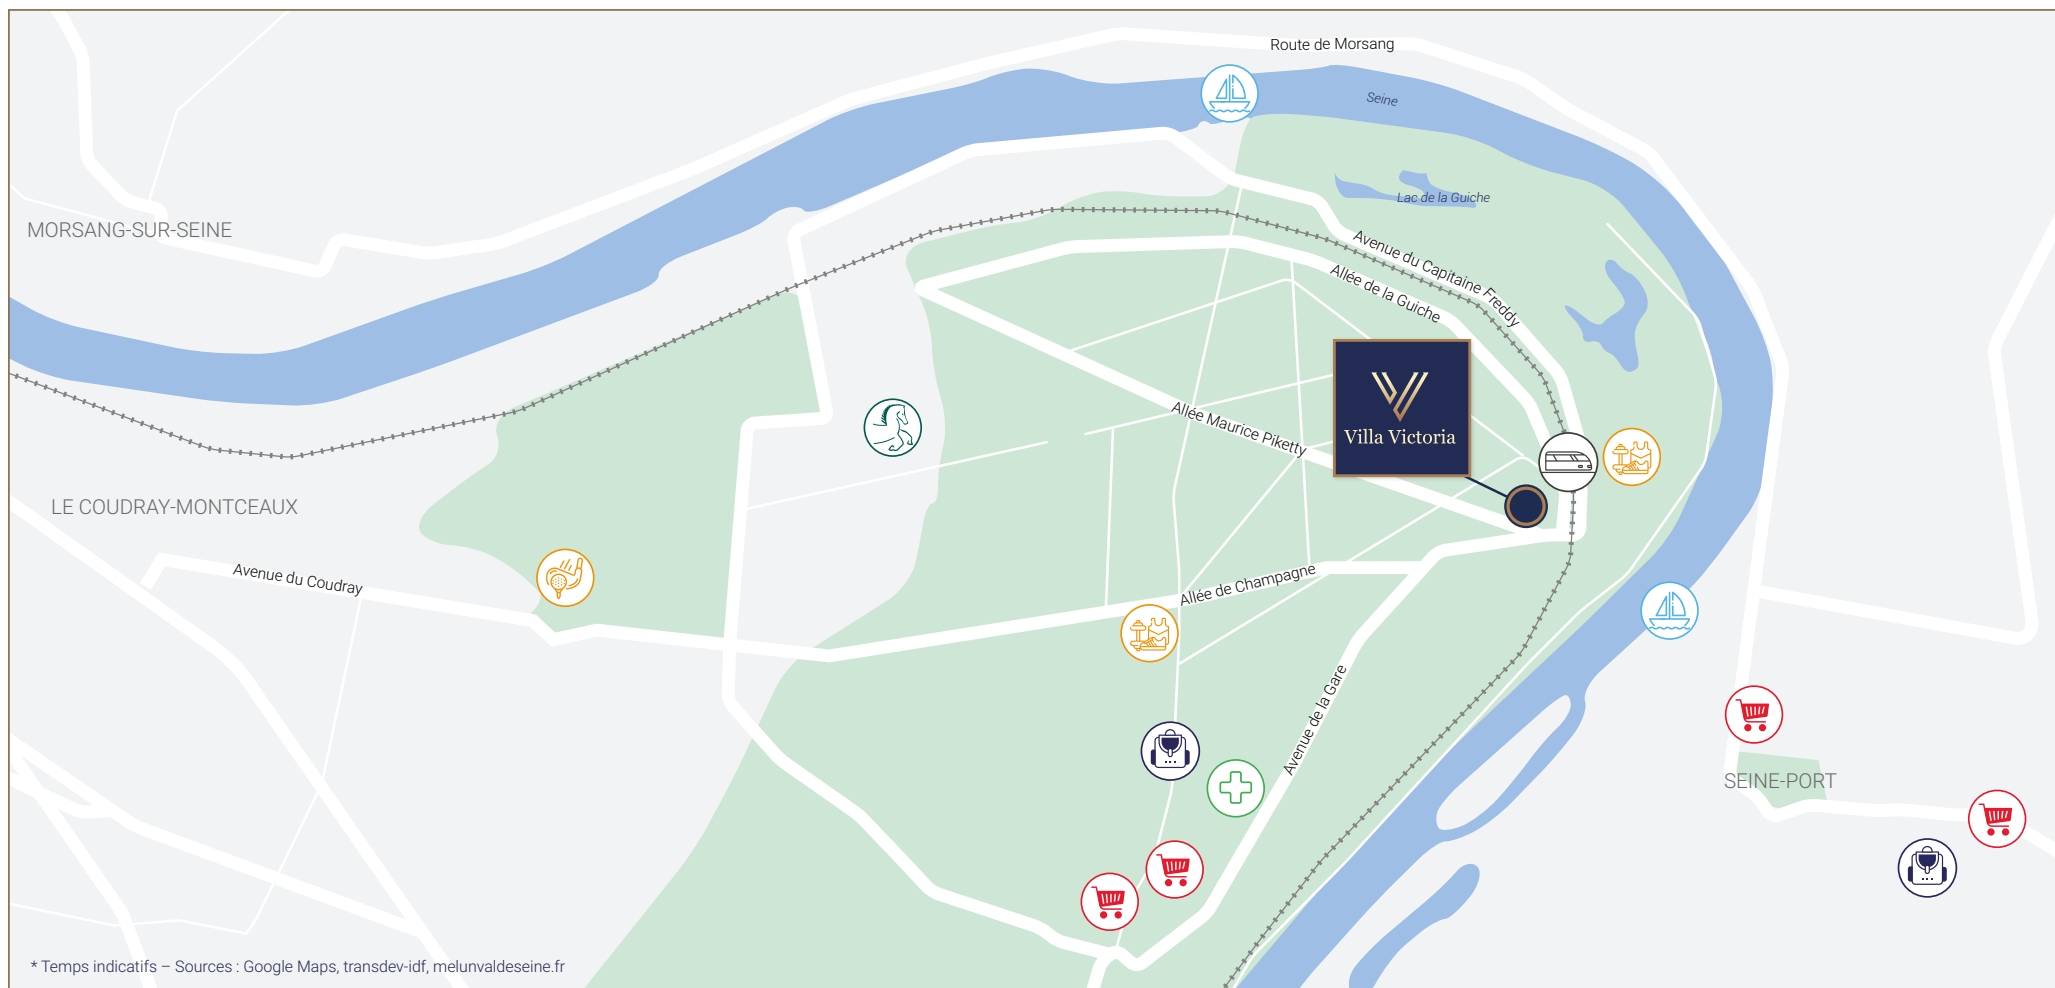 Route de Morsang
Seine
Lac de la Guiche
MORSANG-SUR-SEINE
Avenue du Capitaine Freddy
Allée de la Guiche
Allée Maurice Piketty
Villa Victoria
LE COUDRAY-MONTCEAUX
Avenue du Coudray
Allée de Champagne
Avenue de la Gare
SEINE-PORT
* Temps indicatifs – Sources : Google Maps, transdev-idf, melunvaldeseine.fr